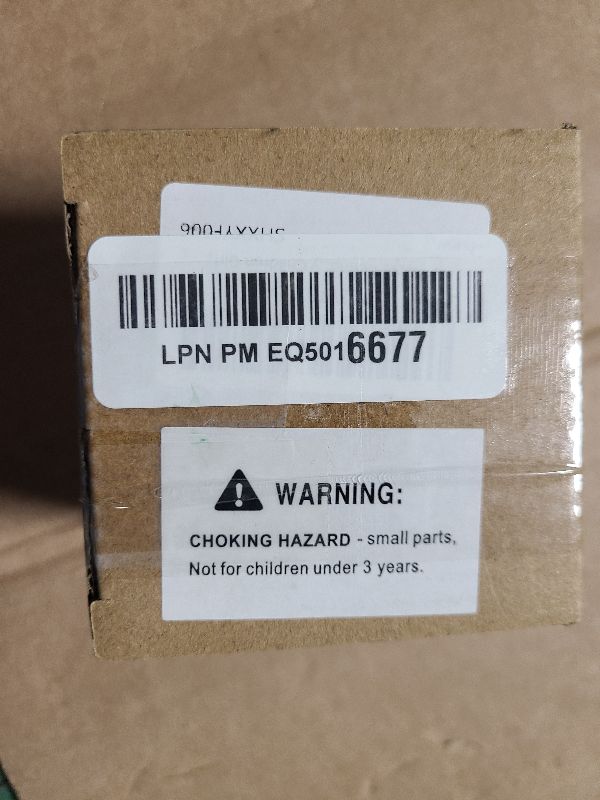 LPN PM EQ5016677
WARNING:
CHOKING HAZARD - small parts,
Not for children under 3 years.